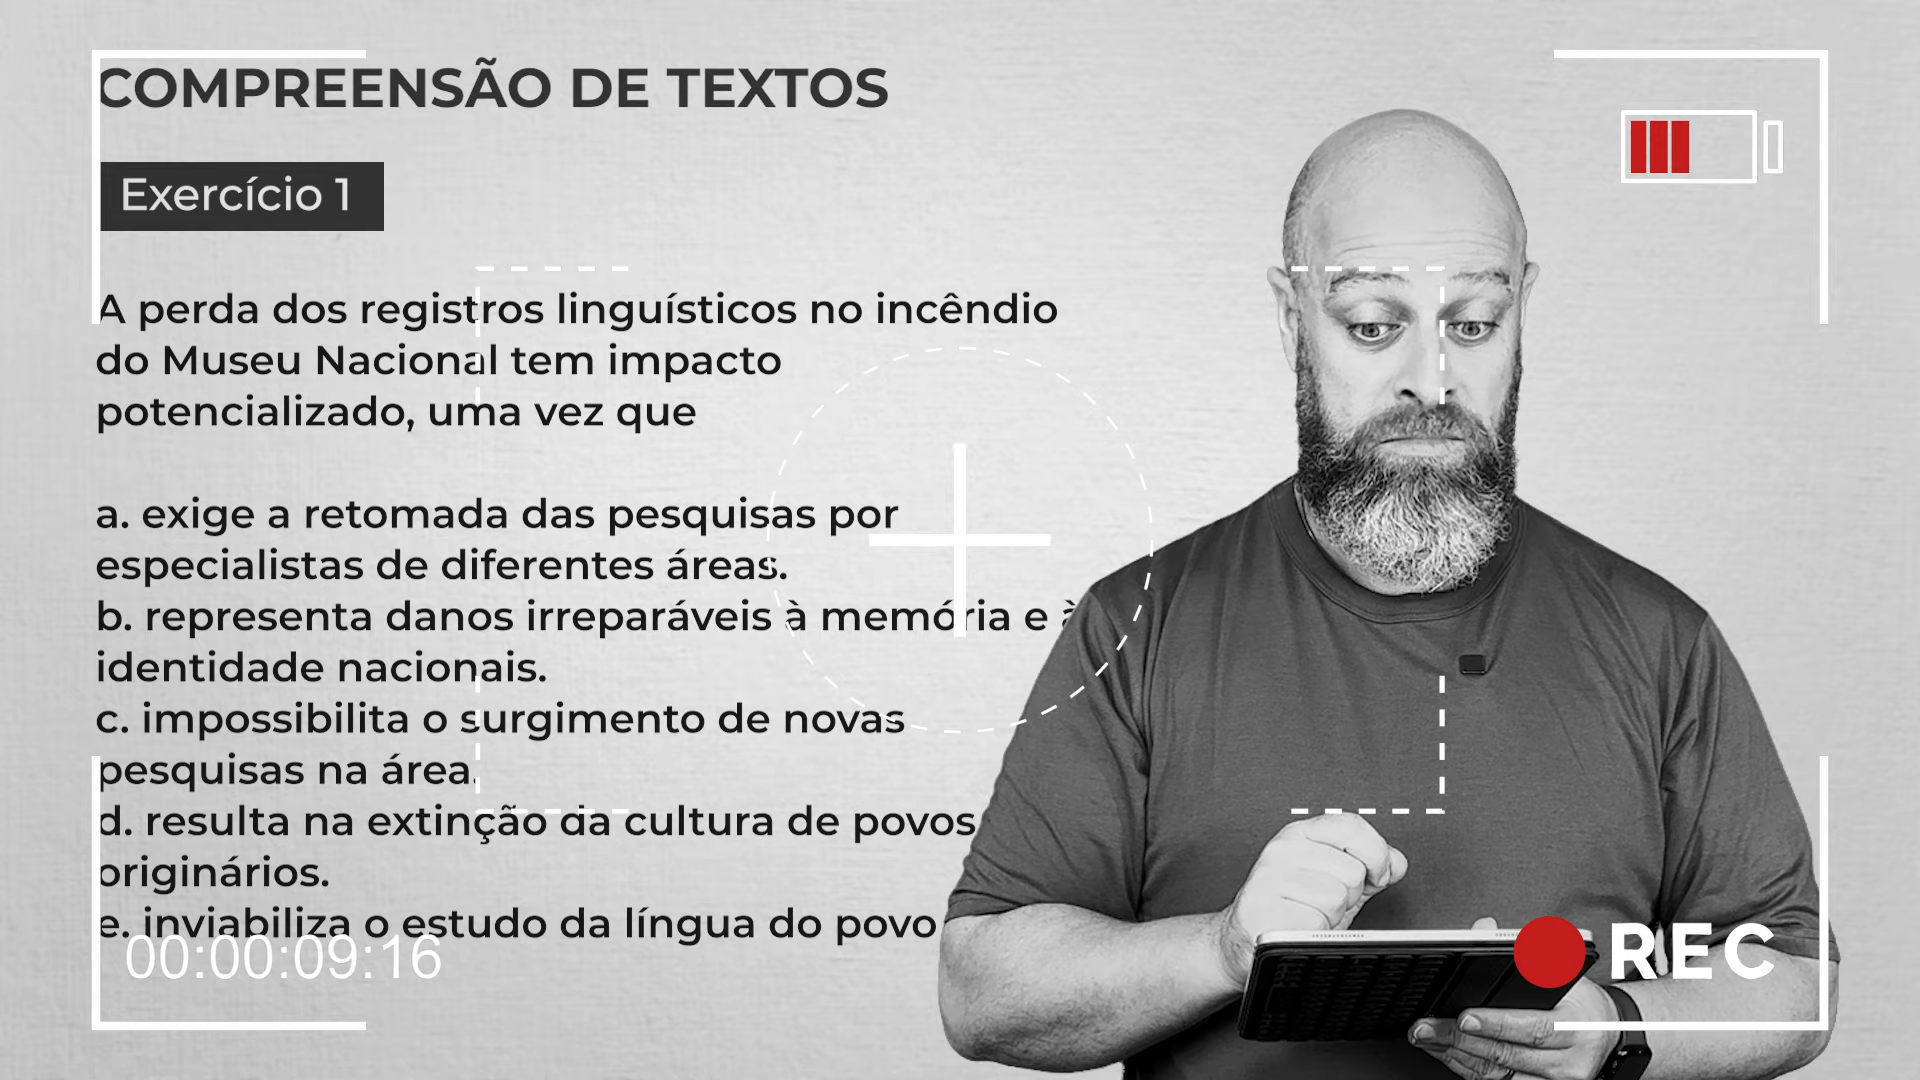 COMPREENSÃO DE TEXTOS
Exercício 1
A perda dos registros linguísticos no incêndio
do Museu Nacional tem impacto
potencializado, uma vez que
a. exige a retomada das pesquisas por
especialistas de diferentes áreas.
b. representa danos irreparáveis à memória e à
identidade nacionais.
c. impossibilita o surgimento de novas
pesquisas na área.
d. resulta na extinção da cultura de povos
originários.
e. inviabiliza o estudo da língua do povo
00:00:09:16
REC